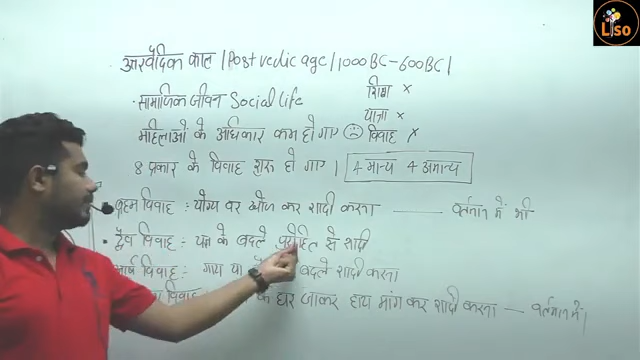 Liso
उत्तरवैदिक काल / Post vedic age / 1000 BC - 600 BC |
• सामाजिक जीवन Social Life
शिक्षा ×
यात्रा ×
महिलाओं के अधिकार कम हो गए ☹ विवाह ×
8 प्रकार के विवाह शुरू हो गए | 4 मान्य 4 अमान्य
• ब्रह्म विवाह : योग्य वर खोज कर शादी करना —— वर्तमान में भी
• दैव विवाह :- यज्ञ के बदले पुरोहित से शादी
आर्ष विवाह : गाय या बदले शादी करना
विवाह के घर जाकर हाथ मांग कर शादी करना — वर्तमान में |